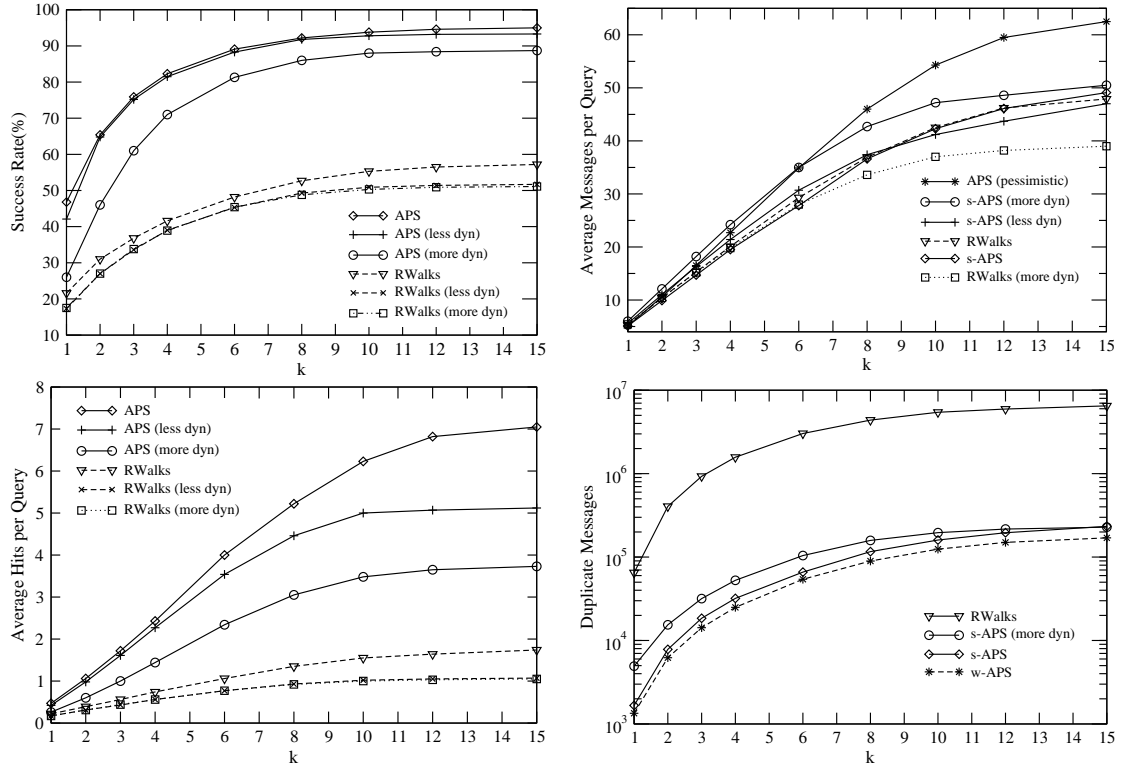 100
90
80
70
60
50
40
30
20
10
Success Rate(%)
1 2 3 4 5 6 7 8 9 10 11 12 13 14 15
k
APS
APS (less dyn)
APS (more dyn)
RWalks
RWalks (less dyn)
RWalks (more dyn)
60
50
40
30
20
10
Average Messages per Query
1 2 3 4 5 6 7 8 9 10 11 12 13 14 15
k
APS (pessimistic)
s-APS (more dyn)
s-APS (less dyn)
RWalks
s-APS
RWalks (more dyn)
8
7
6
5
4
3
2
1
0
Average Hits per Query
1 2 3 4 5 6 7 8 9 10 11 12 13 14 15
k
APS
APS (less dyn)
APS (more dyn)
RWalks
RWalks (less dyn)
RWalks (more dyn)
10^7
10^6
10^5
10^4
10^3
Duplicate Messages
1 2 3 4 5 6 7 8 9 10 11 12 13 14 15
k
RWalks
s-APS (more dyn)
s-APS
w-APS